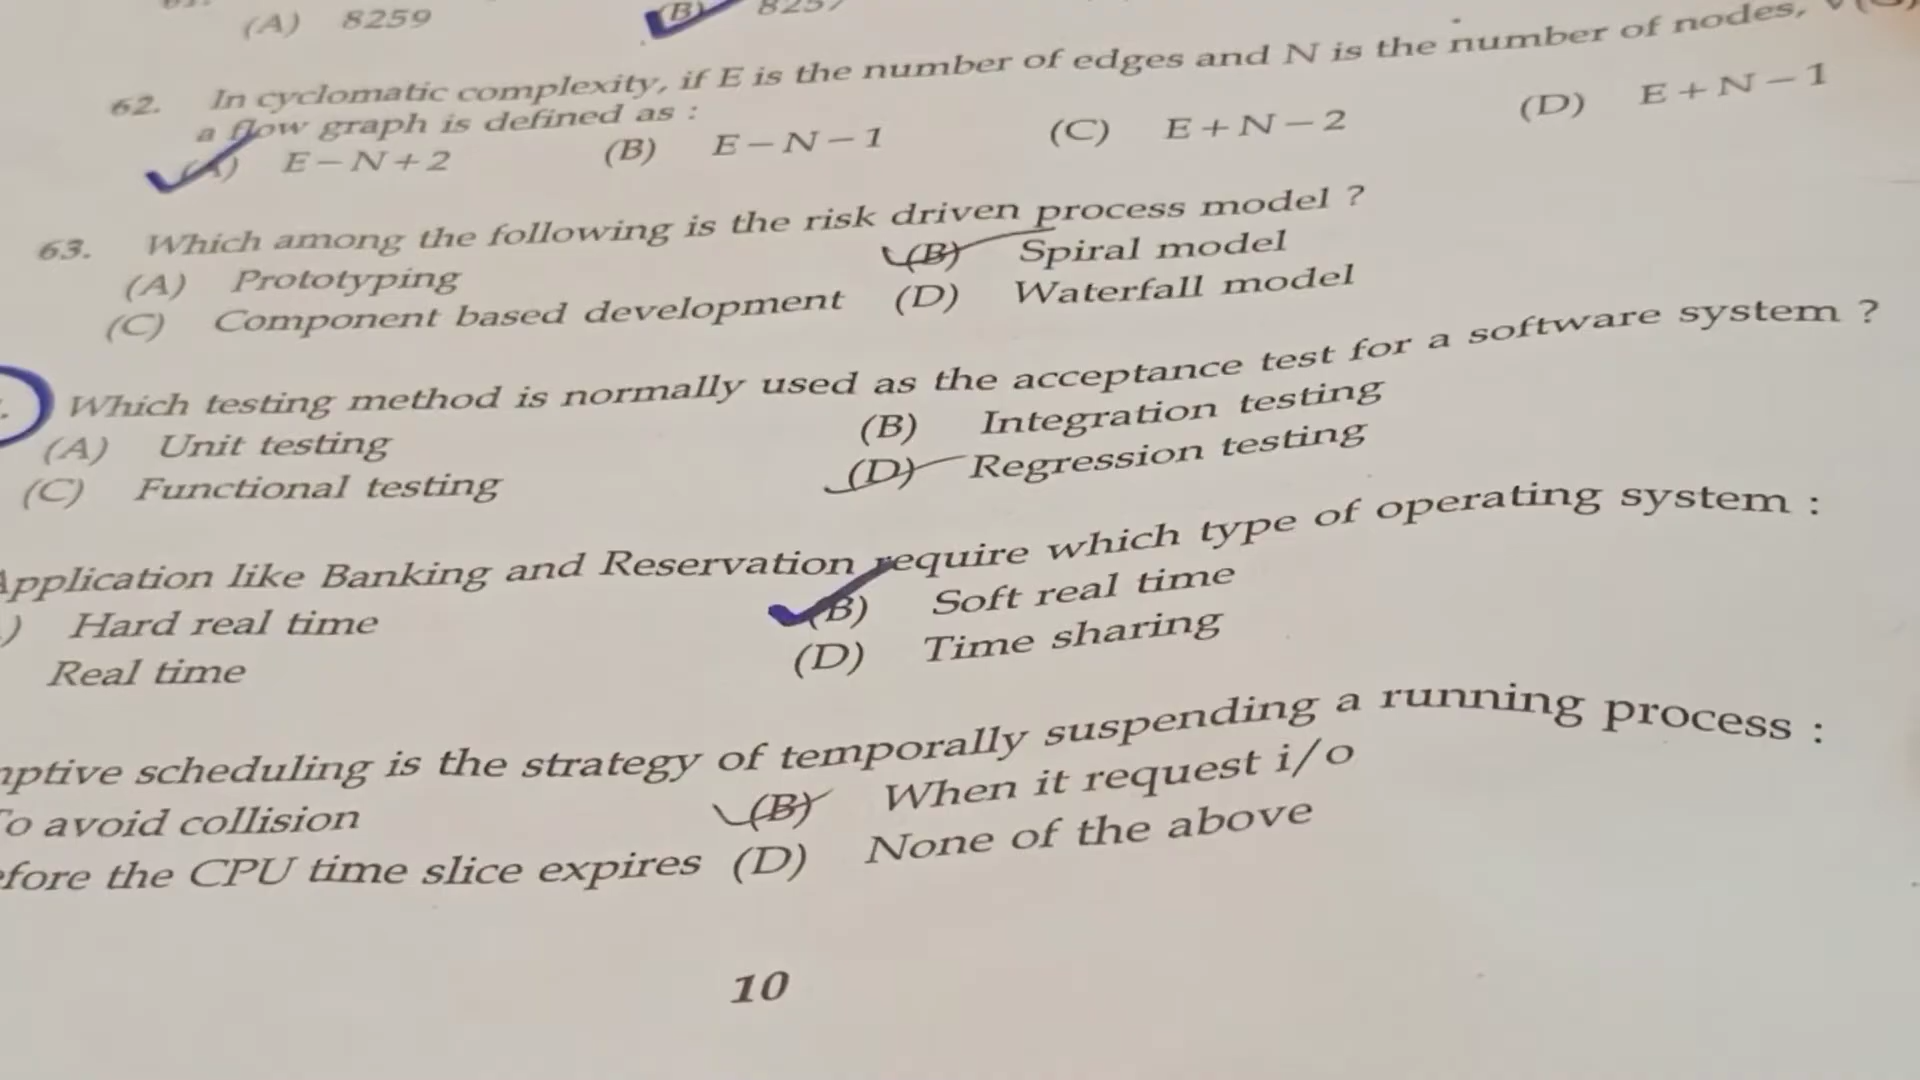 (A) 8259 (B) 8257
62. In cyclomatic complexity, if E is the number of edges and N is the number of nodes,
a flow graph is defined as :
(A) E−N+2 (B) E−N−1 (C) E+N−2 (D) E+N−1
63. Which among the following is the risk driven process model ?
(A) Prototyping (B) Spiral model
(C) Component based development (D) Waterfall model
Which testing method is normally used as the acceptance test for a software system ?
(A) Unit testing (B) Integration testing
(C) Functional testing (D) Regression testing
Application like Banking and Reservation require which type of operating system :
) Hard real time (B) Soft real time
Real time (D) Time sharing
mptive scheduling is the strategy of temporally suspending a running process :
To avoid collision (B) When it request i/o
efore the CPU time slice expires (D) None of the above
10